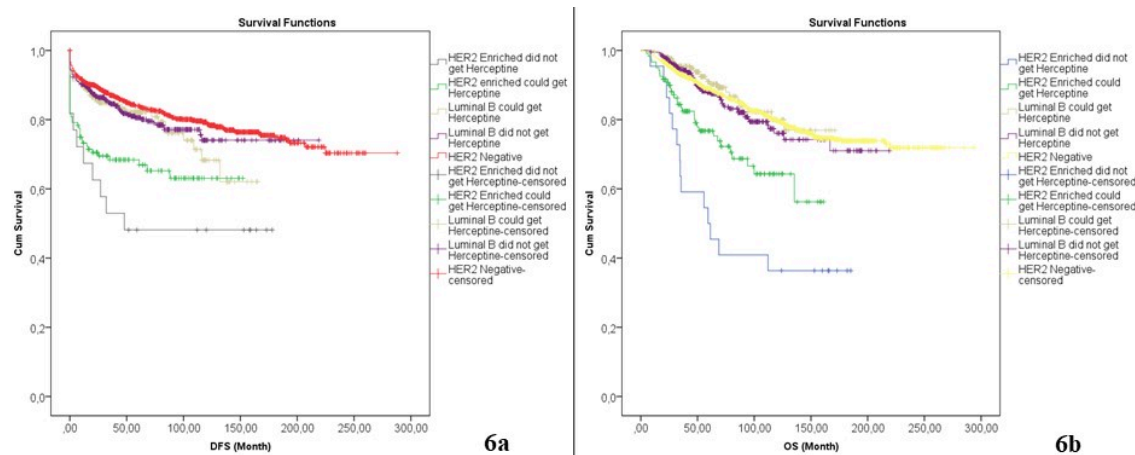 Survival Functions
Cum Survival
1,0
0,8
0,6
0,4
0,2
0,0
,00
50,00
100,00
150,00
200,00
250,00
300,00
DFS (Month)
HER2 Enriched did not
get Herceptine
HER2 enriched could get
Herceptine
Luminal B could get
Herceptine
Luminal B did not get
Herceptine
HER2 Negative
HER2 Enriched did not
get Herceptine-censored
HER2 Enriched could
get Herceptine-censored
Luminal B could get
Herceptine-censored
Luminal B did not get
Herceptine-censored
HER2 Negative-
censored
6a
Survival Functions
Cum Survival
1,0
0,8
0,6
0,4
0,2
0,0
,00
50,00
100,00
150,00
200,00
250,00
300,00
OS (Month)
HER2 Enriched did not
get Herceptine
HER2 Enriched could
get Herceptine
Luminal B could get
Herceptine
Luminal B did not get
Herceptine
HER2 Negative
HER2 Enriched did not
get Herceptine-censored
HER2 Enriched could
get Herceptine-censored
Luminal B could get
Herceptine-censored
Luminal B did not get
Herceptine-censored
HER2 Negative-
censored
6b